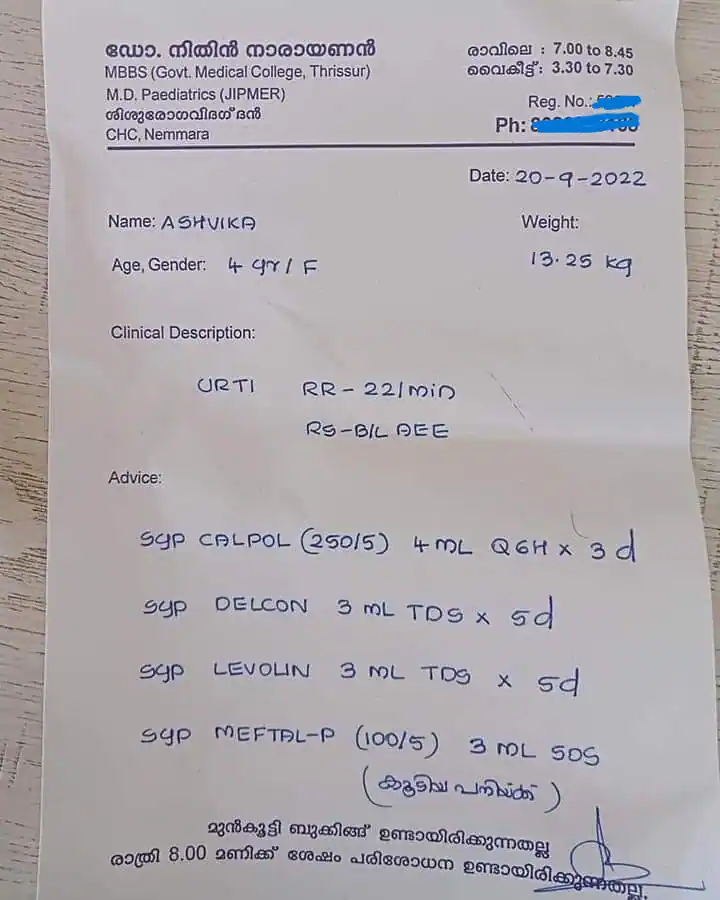 ഡോ. നിതിൻ നാരായണൻ
MBBS (Govt. Medical College, Thrissur)
M.D. Paediatrics (JIPMER)
ശിശുരോഗവിദഗ്ദൻ
CHC, Nemmara
രാവിലെ : 7.00 to 8.45
വൈകീട്ട് : 3.30 to 7.30
Reg. No.:
Ph:
Date: 20-9-2022
Name: ASHVIKA
Weight:
Age, Gender: 4 yr / F
13.25 kg
Clinical Description:
URTI RR - 22/min
RS - B/L AEE
Advice:
syp CALPOL (250/5) 4 mL Q6H x 3 d
syp DELCON 3 mL TDS x 5d
syp LEVOLIN 3 mL TDS x 5d
syp MEFTAL-P (100/5) 3 mL SOS
(കൂടിയ പനിയ്ക്ക്)
മുൻകൂട്ടി ബുക്കിങ്ങ് ഉണ്ടായിരിക്കുന്നതല്ല
രാത്രി 8.00 മണിക്ക് ശേഷം പരിശോധന ഉണ്ടായിരിക്കുന്നതല്ല.